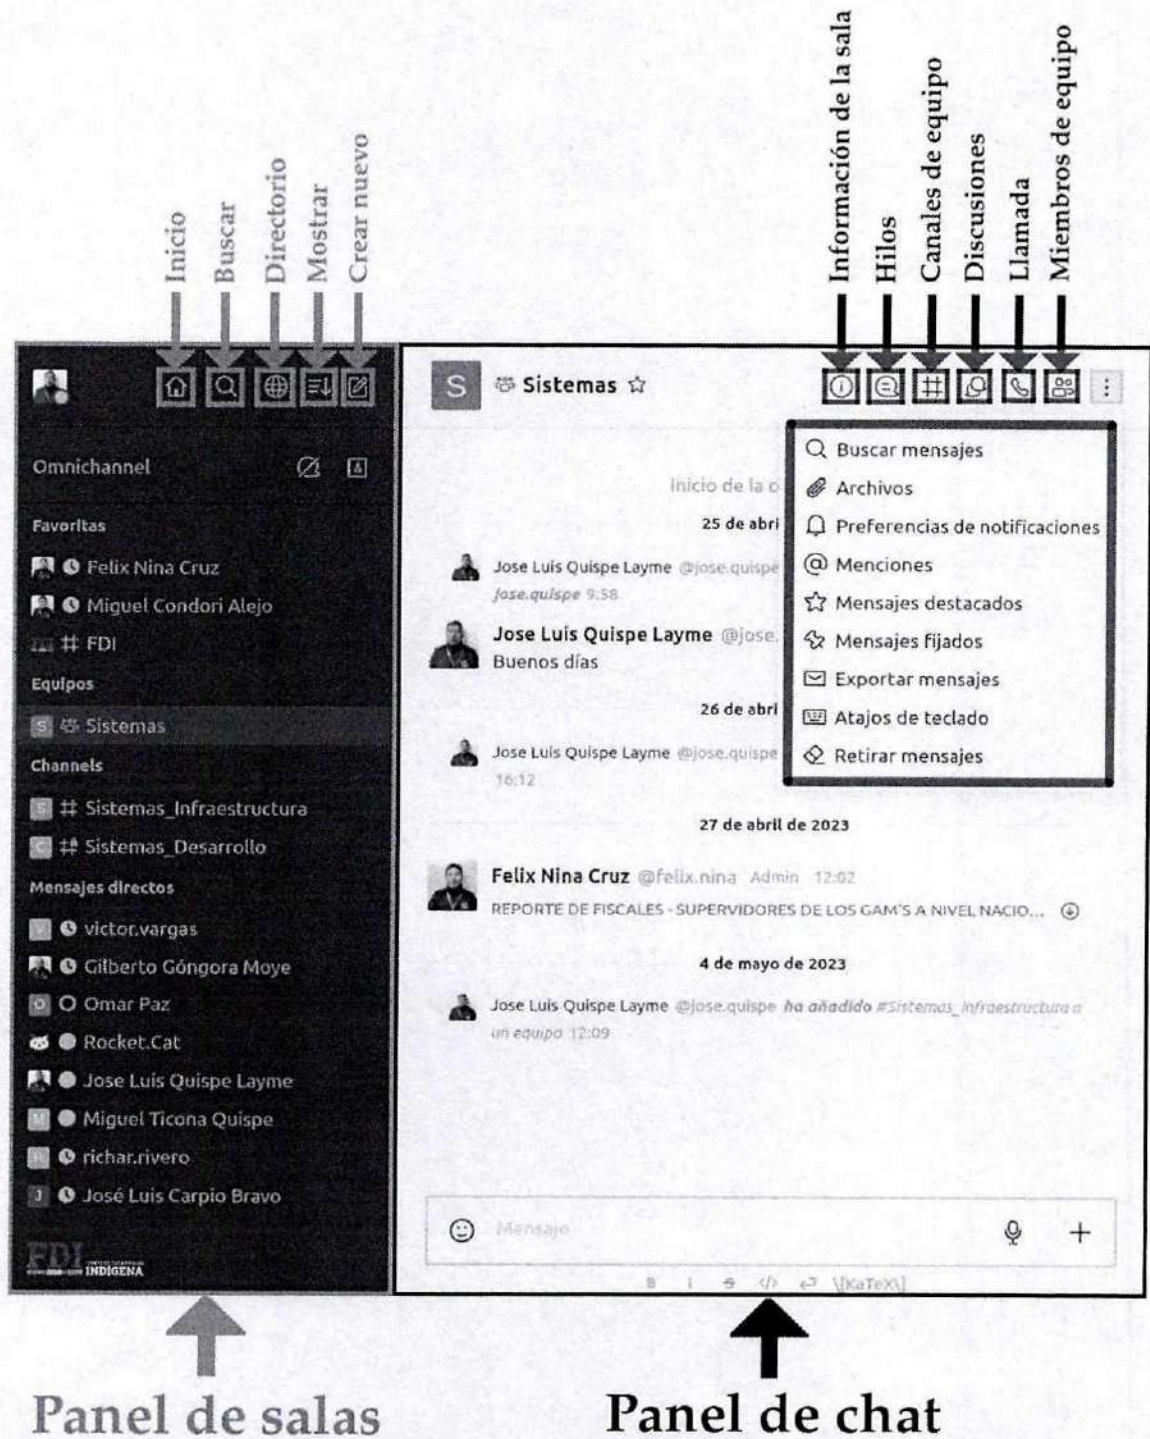 Inicio
Buscar
Directorio
Mostrar
Crear nuevo
Información de la sala
Hilos
Canales de equipo
Discusiones
Llamada
Miembros de equipo
Omnichannel
Favoritas
Felix Nina Cruz
Miguel Condori Alejo
# FDI
Equipos
S Sistemas
Channels
S # Sistemas_Infraestructura
Sistemas_Desarrollo
Mensajes directos
victor.vargas
Gilberto Góngora Moye
O Omar Paz
Rocket.Cat
Jose Luis Quispe Layme
M Miguel Ticona Quispe
R richar.rivero
J José Luis Carpio Bravo
FDI
INDÍGENA
S Sistemas
Buscar mensajes
Archivos
Preferencias de notificaciones
@ Menciones
Mensajes destacados
Mensajes fijados
Exportar mensajes
Atajos de teclado
Retirar mensajes
Inicio de la c
25 de abri
Jose Luis Quispe Layme @jose.quispe
jose.quispe 9:58
Jose Luis Quispe Layme @jose.
Buenos días
26 de abri
Jose Luis Quispe Layme @jose.quispe
16:12
27 de abril de 2023
Felix Nina Cruz @felix.nina Admin 12:02
REPORTE DE FISCALES - SUPERVIDORES DE LOS GAM'S A NIVEL NACIO...
4 de mayo de 2023
Jose Luis Quispe Layme @jose.quispe ha añadido #Sistemas_Infraestructura a
un equipo 12:09
Mensaje
B I S </> \[KaTeX\]
Panel de salas
Panel de chat